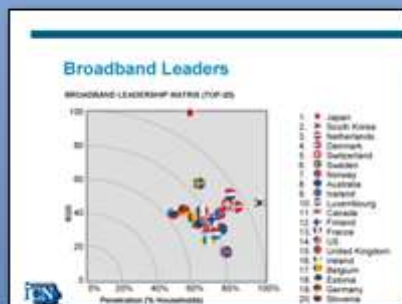 Broadband Leaders
BROADBAND LEADERSHIP MATRIX (TOP 20)
100
80
60
40
20
0
0%
20%
40%
60%
80%
100%
Penetration (% Households)
1. Japan
2. South Korea
3. Netherlands
4. Denmark
5. Switzerland
6. Sweden
7. Norway
8. Australia
9. Iceland
10. Luxembourg
11. Canada
12. Finland
13. France
14. US
15. United Kingdom
16. Ireland
17. Belgium
18. Estonia
19. Germany
20. Slovenia